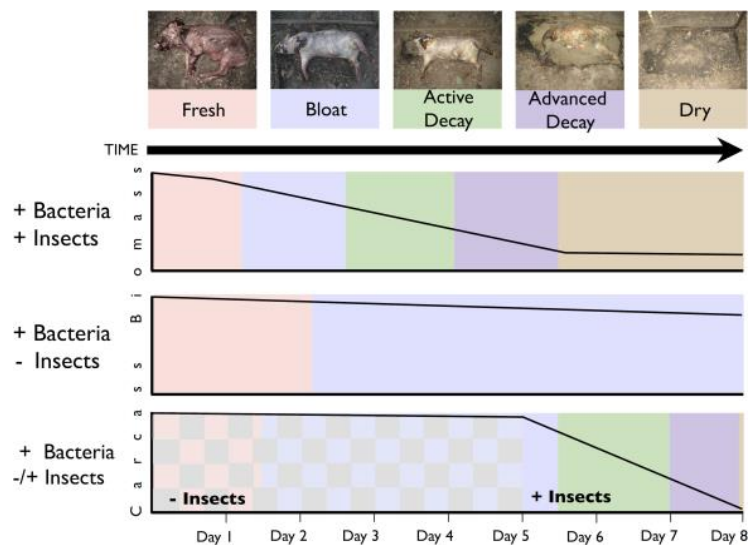 Fresh
Bloat
Active
Decay
Advanced
Decay
Dry
TIME
+ Bacteria
+ Insects
+ Bacteria
- Insects
+ Bacteria
-/+ Insects
Carcass Biomass
- Insects
+ Insects
Day 1 Day 2 Day 3 Day 4 Day 5 Day 6 Day 7 Day 8